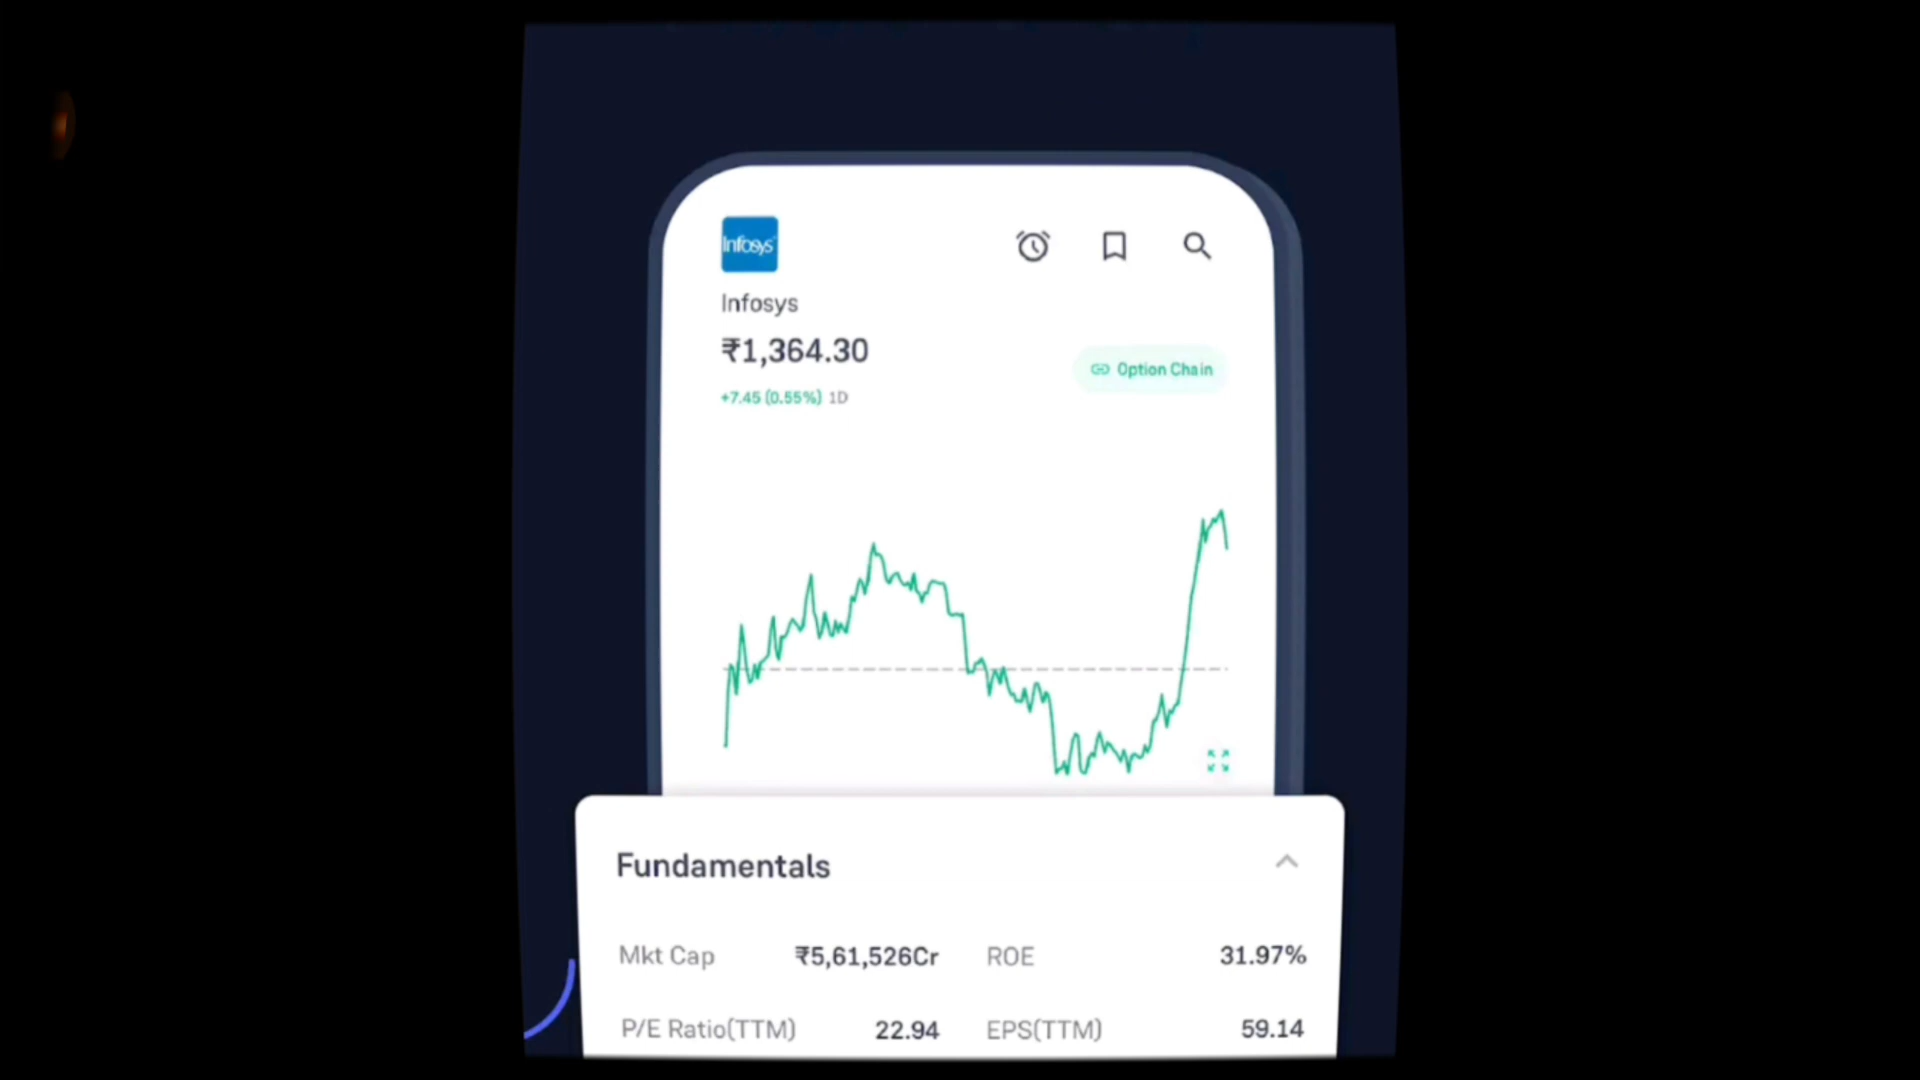 Infosys
Infosys
₹1,364.30
Option Chain
+7.45 (0.55%) 1D
Fundamentals
Mkt Cap ₹5,61,526Cr ROE 31.97%
P/E Ratio(TTM) 22.94 EPS(TTM) 59.14